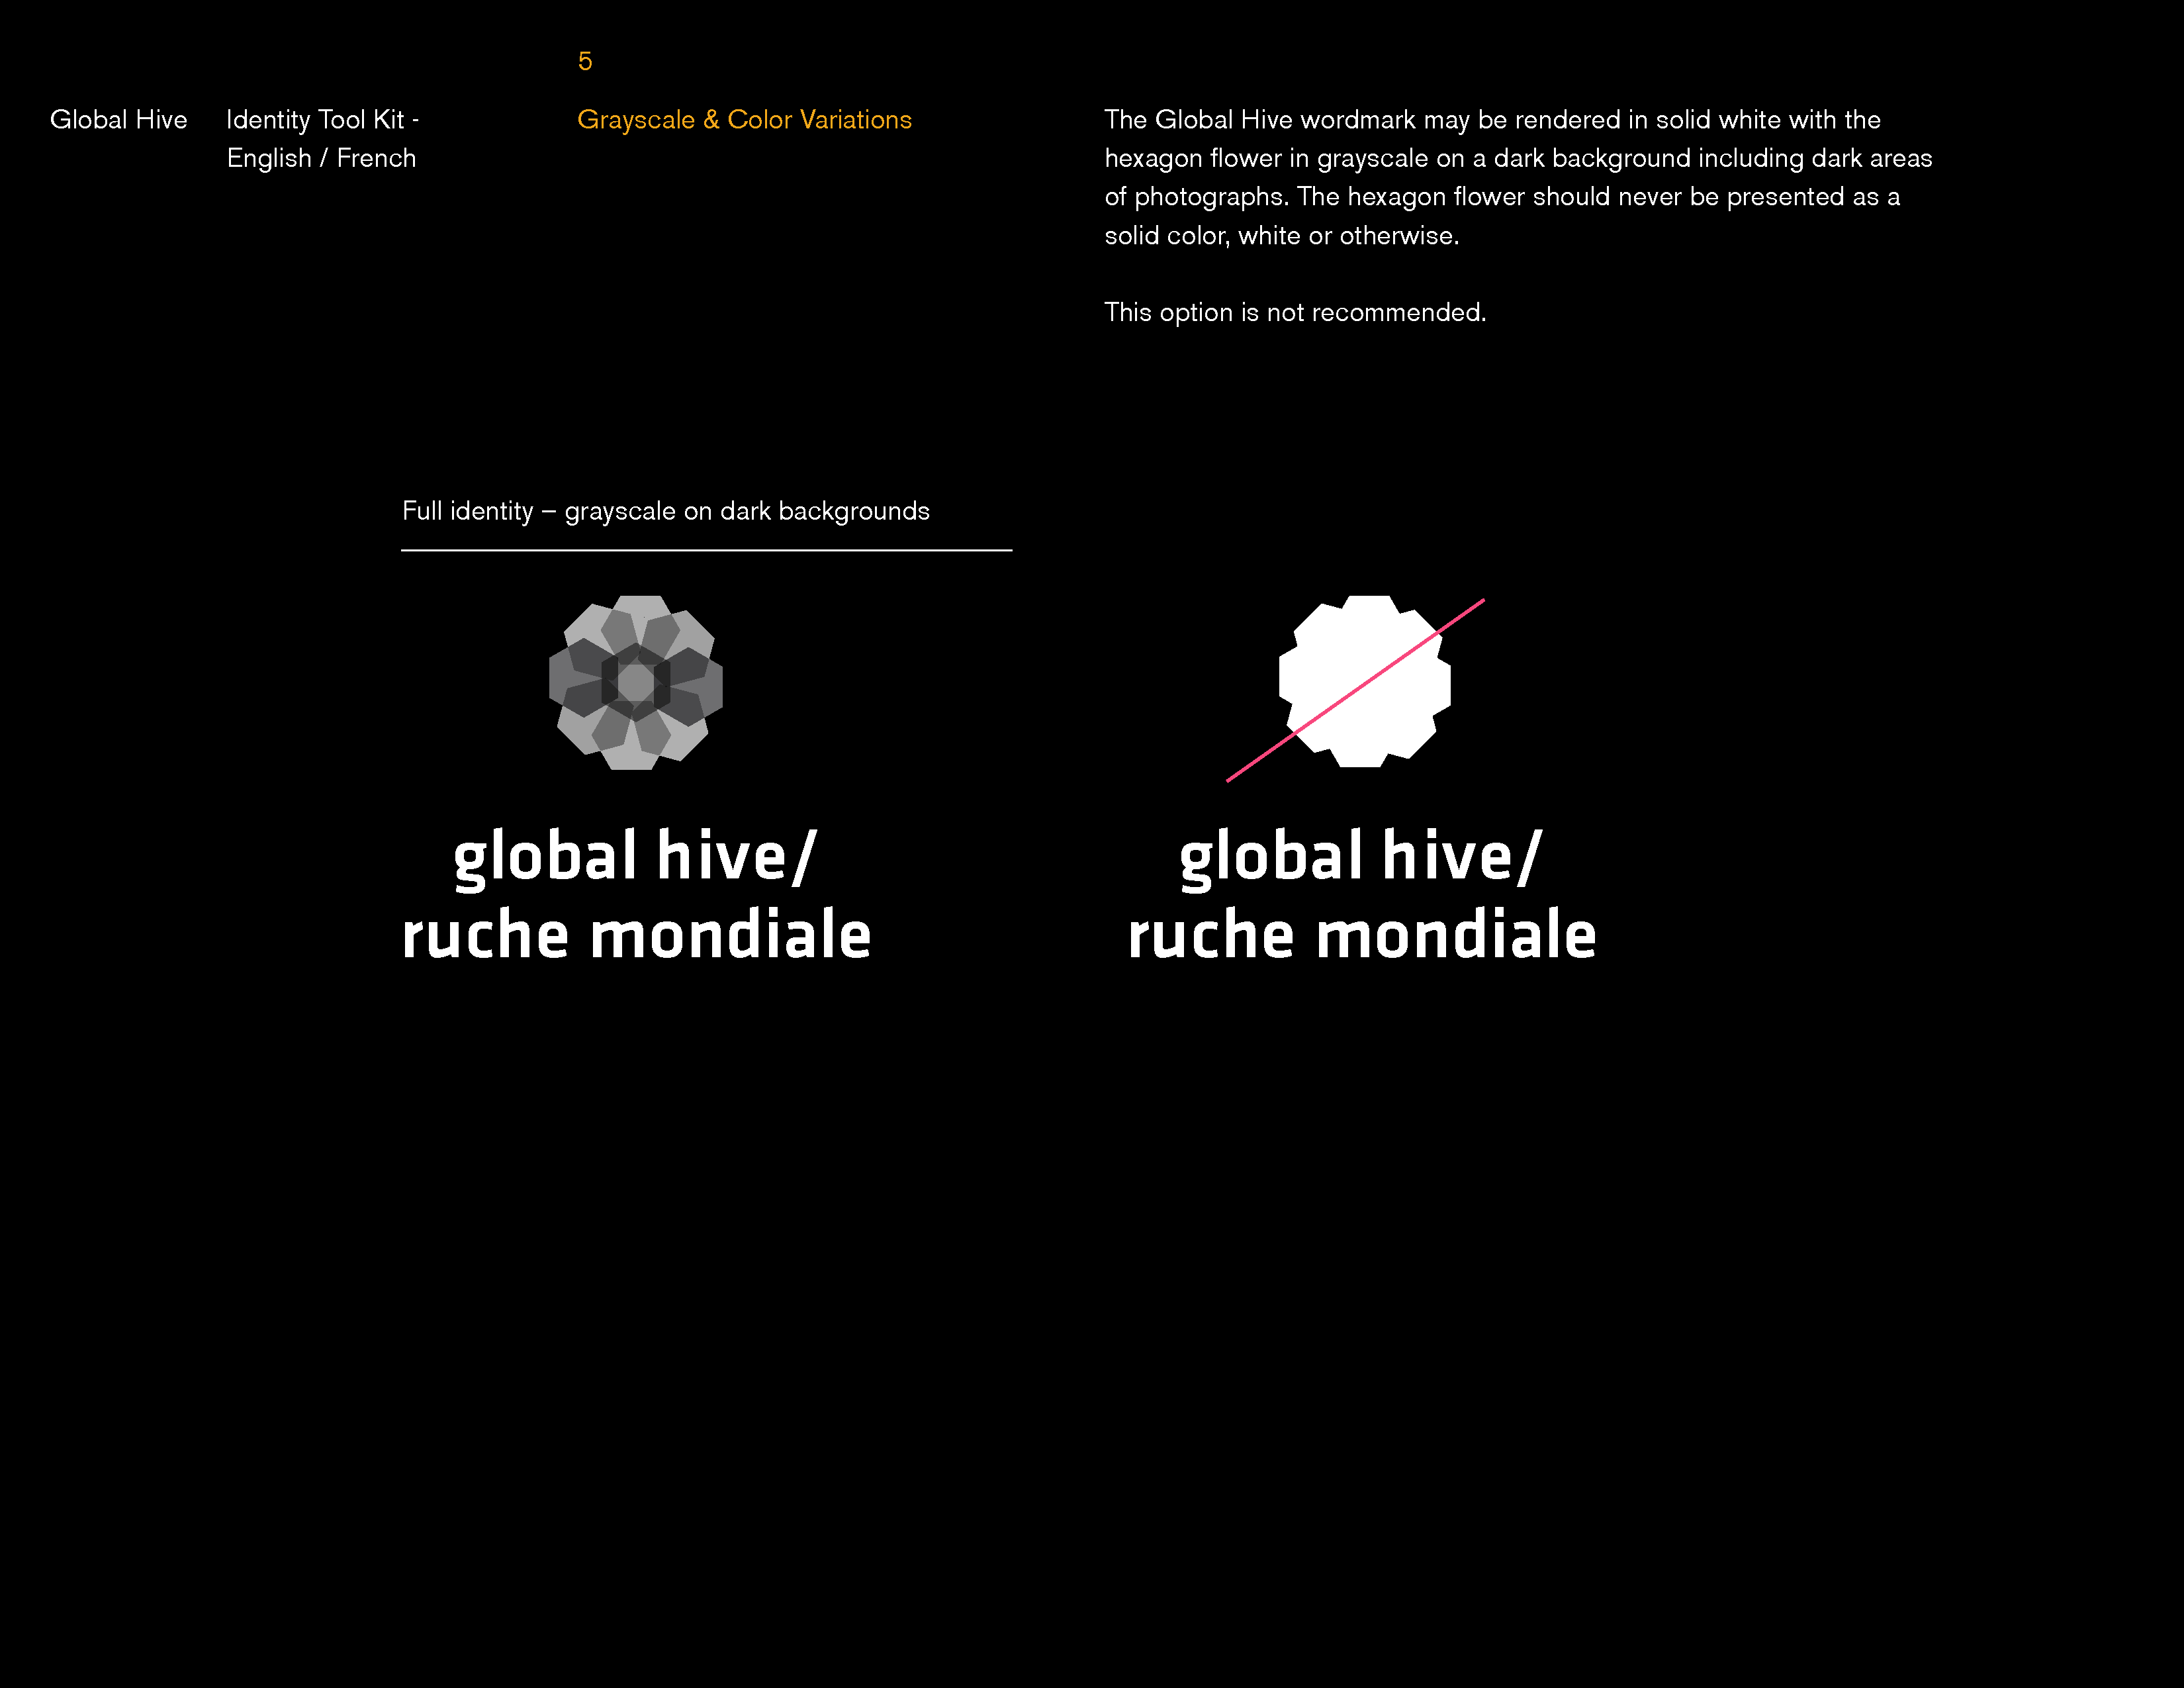 5
Global Hive
Identity Tool Kit -
English / French
Grayscale & Color Variations
The Global Hive wordmark may be rendered in solid white with the
hexagon flower in grayscale on a dark background including dark areas
of photographs. The hexagon flower should never be presented as a
solid color, white or otherwise.
This option is not recommended.
Full identity – grayscale on dark backgrounds
global hive/
ruche mondiale
global hive/
ruche mondiale